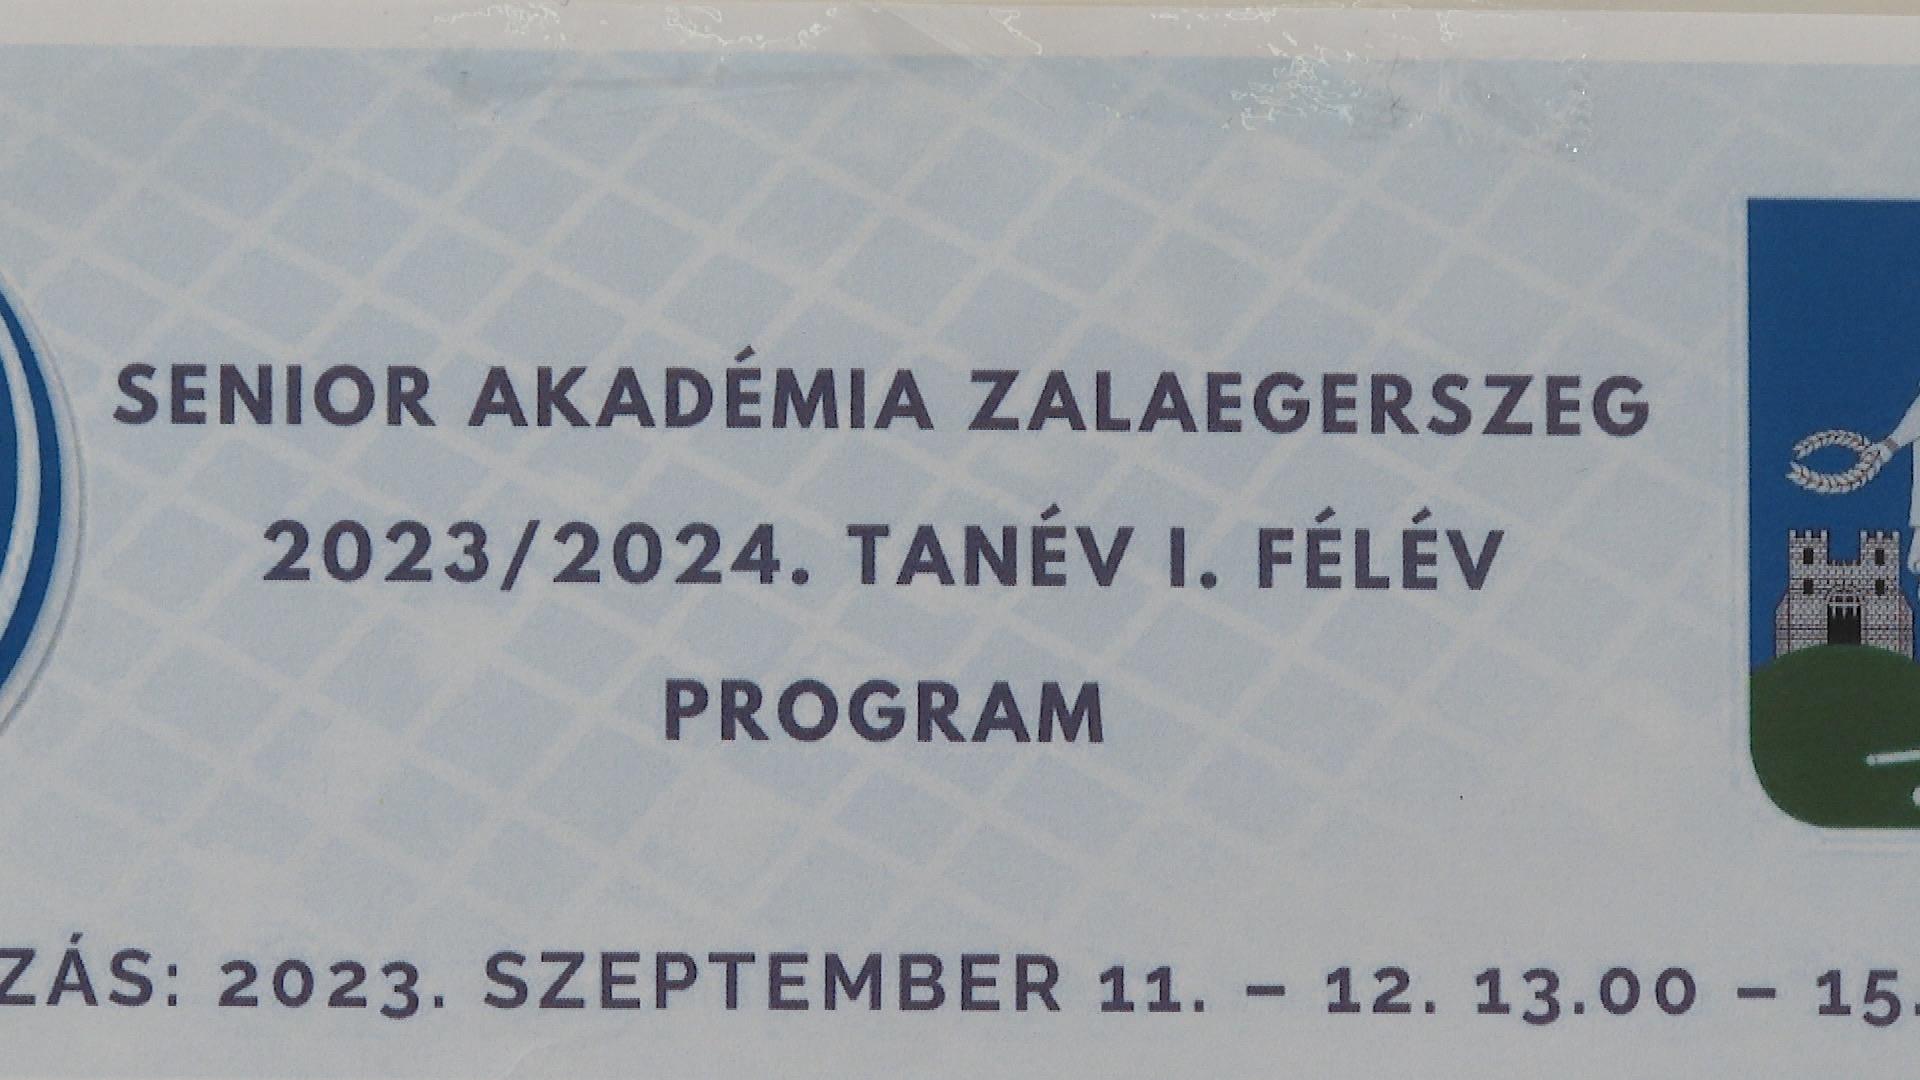 SENIOR AKADÉMIA ZALAEGERSZEG
2023/2024. TANÉV I. FÉLÉV
PROGRAM
ZÁS: 2023. SZEPTEMBER 11. – 12. 13.00 – 15.